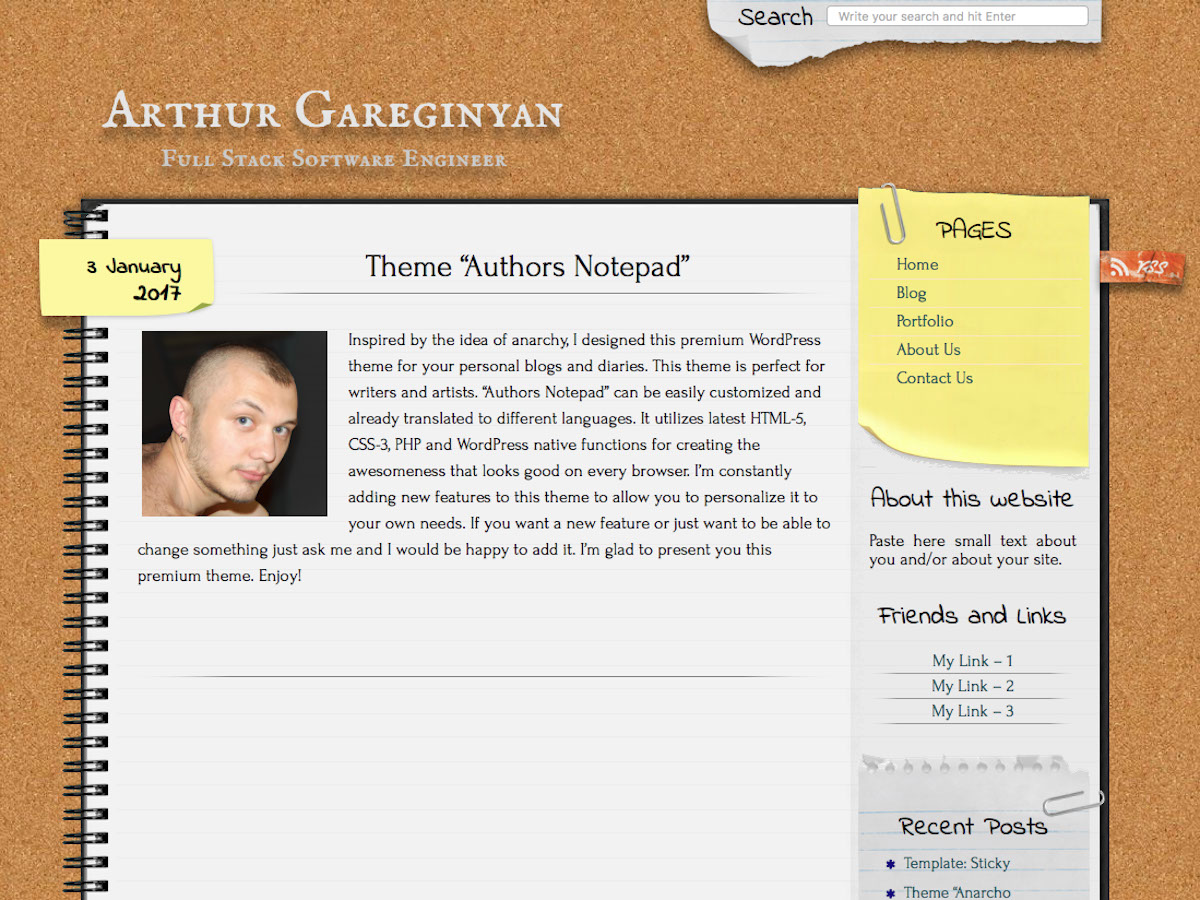 Search
Write your search and hit Enter
Arthur Gareginyan
Full Stack Software Engineer
3 January
2017
Theme “Authors Notepad”
Inspired by the idea of anarchy, I designed this premium WordPress
theme for your personal blogs and diaries. This theme is perfect for
writers and artists. “Authors Notepad” can be easily customized and
already translated to different languages. It utilizes latest HTML-5,
CSS-3, PHP and WordPress native functions for creating the
awesomeness that looks good on every browser. I’m constantly
adding new features to this theme to allow you to personalize it to
your own needs. If you want a new feature or just want to be able to
change something just ask me and I would be happy to add it. I’m glad to present you this
premium theme. Enjoy!
PAGES
Home
Blog
Portfolio
About Us
Contact Us
RSS
About this website
Paste here small text about
you and/or about your site.
Friends and Links
My Link – 1
My Link – 2
My Link – 3
Recent Posts
Template: Sticky
Theme “Anarcho